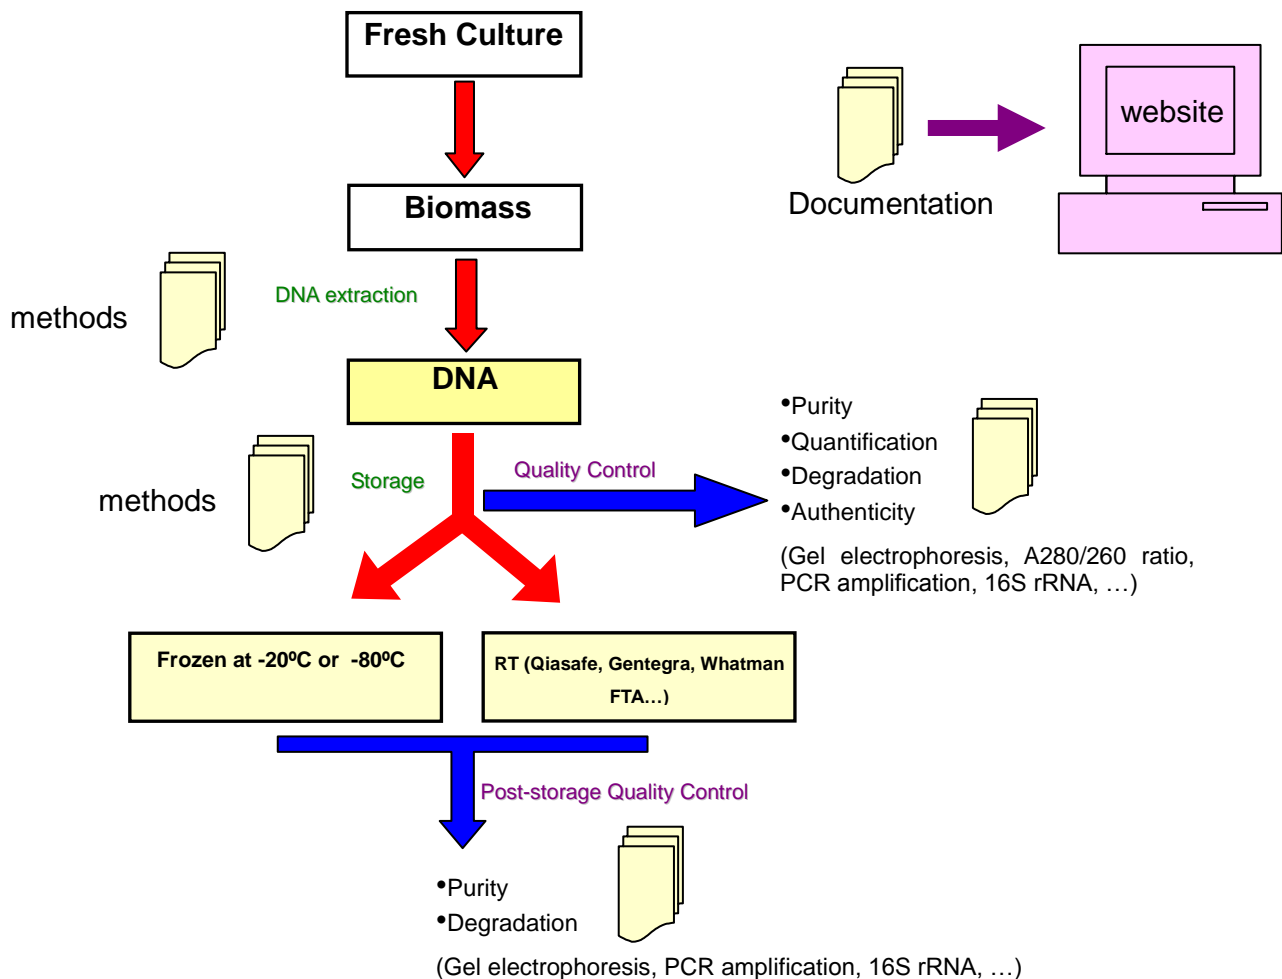 Fresh Culture
website
Documentation
Biomass
DNA extraction
methods
DNA
•Purity
•Quantification
•Degradation
•Authenticity
(Gel electrophoresis, A280/260 ratio,
PCR amplification, 16S rRNA, …)
Storage
Quality Control
methods
Frozen at -20ºC or -80ºC
RT (Qiasafe, Gentegra, Whatman
FTA…)
Post-storage Quality Control
•Purity
•Degradation
(Gel electrophoresis, PCR amplification, 16S rRNA, …)